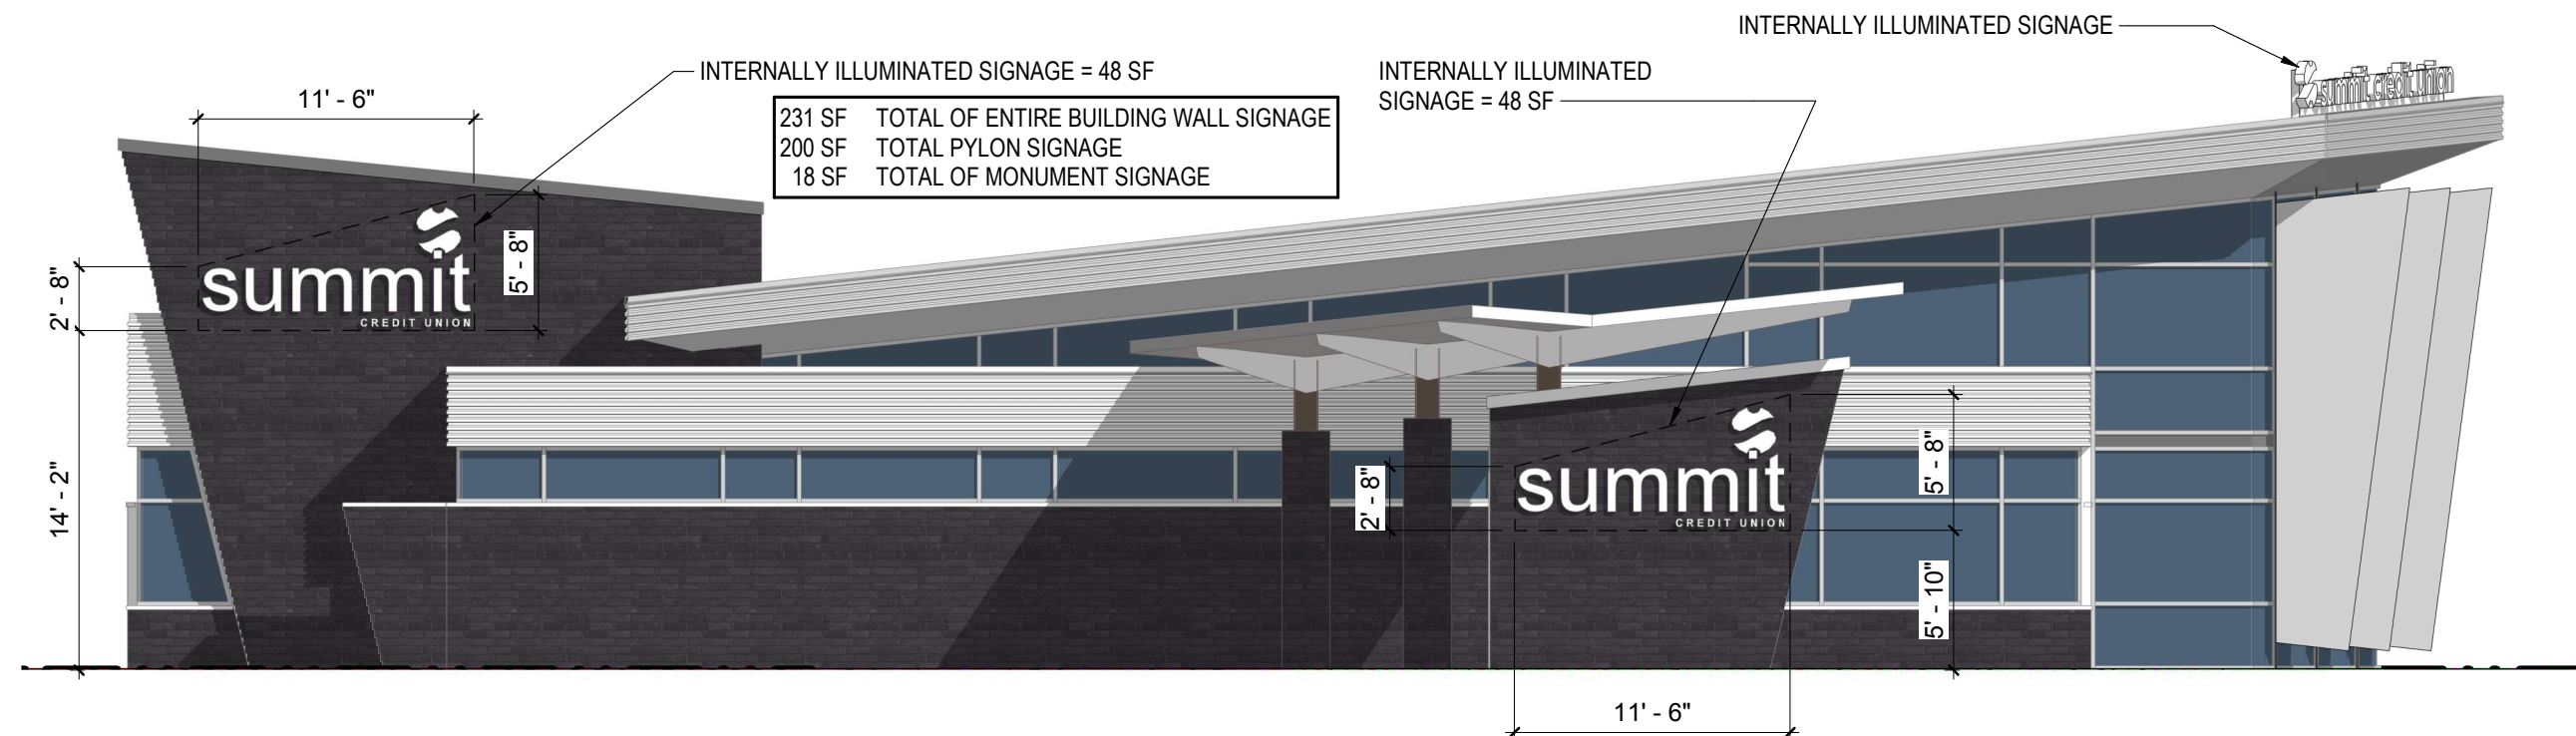 INTERNALLY ILLUMINATED SIGNAGE
INTERNALLY ILLUMINATED SIGNAGE = 48 SF
INTERNALLY ILLUMINATED
SIGNAGE = 48 SF
summit credit union
11' - 6"
231 SF TOTAL OF ENTIRE BUILDING WALL SIGNAGE
200 SF TOTAL PYLON SIGNAGE
18 SF TOTAL OF MONUMENT SIGNAGE
2' - 8"
summit
CREDIT UNION
5' - 8"
14' - 2"
2' - 8"
summit
CREDIT UNION
5' - 8"
5' - 10"
11' - 6"